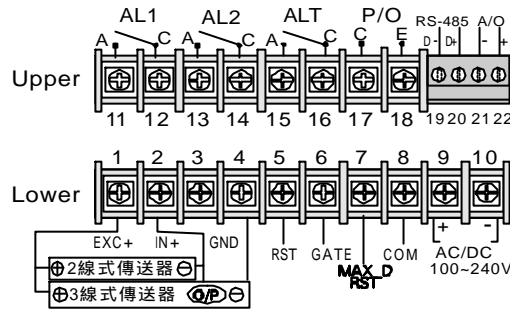 AL1 AL2 ALT P/O RS-485 A/O
A C A C A C C E D- D+ - +
Upper
11 12 13 14 15 16 17 18 19 20 21 22
1 2 3 4 5 6 7 8 9 10
Lower
EXC+ IN+ GND RST GATE MAX_D RST COM + - AC/DC 100~240V
⊕2線式傳送器⊖
⊕3線式傳送器 O/P ⊖